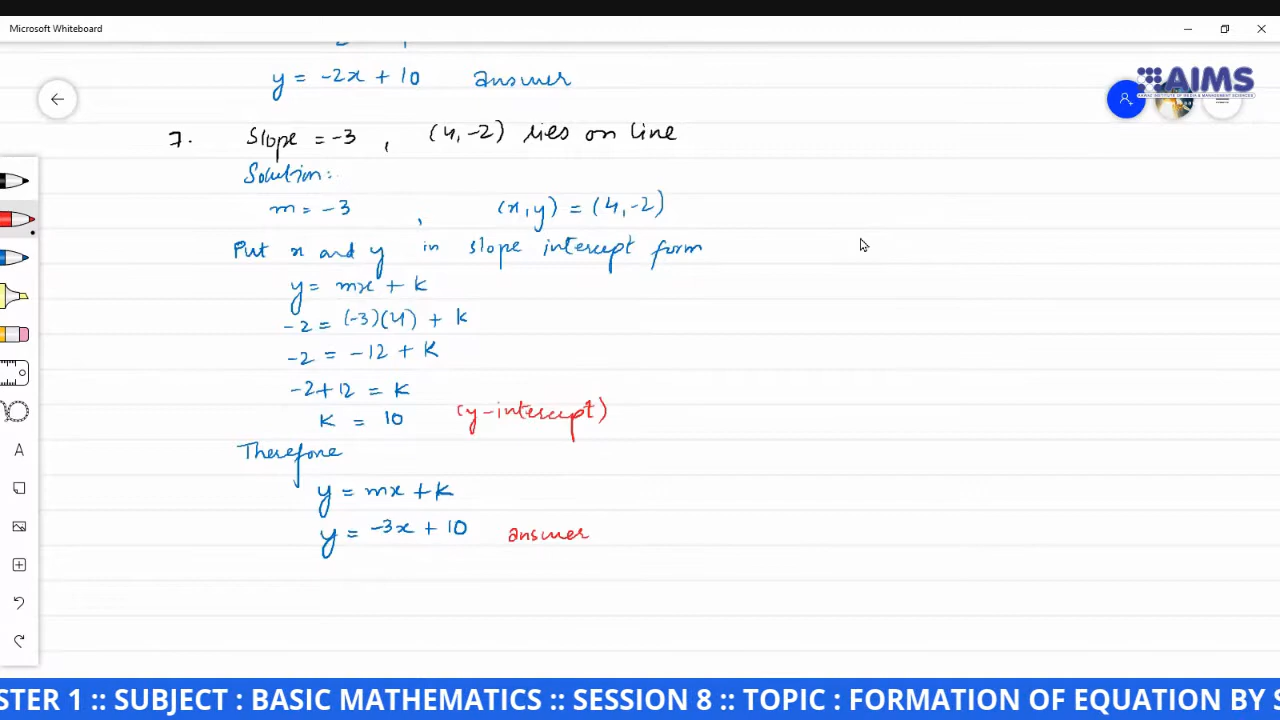 Microsoft Whiteboard
AIMS
y = -2x + 10 answer
7. Slope = -3 , (4,-2) lies on line
Solution:
m = -3 , (x,y) = (4,-2)
Put x and y in slope intercept form
y = mx + k
-2 = (-3)(4) + k
-2 = -12 + k
-2+12 = k
k = 10 (y-intercept)
Therefore
y = mx + k
y = -3x + 10 answer
A
STER 1 :: SUBJECT : BASIC MATHEMATICS :: SESSION 8 :: TOPIC : FORMATION OF EQUATION BY S